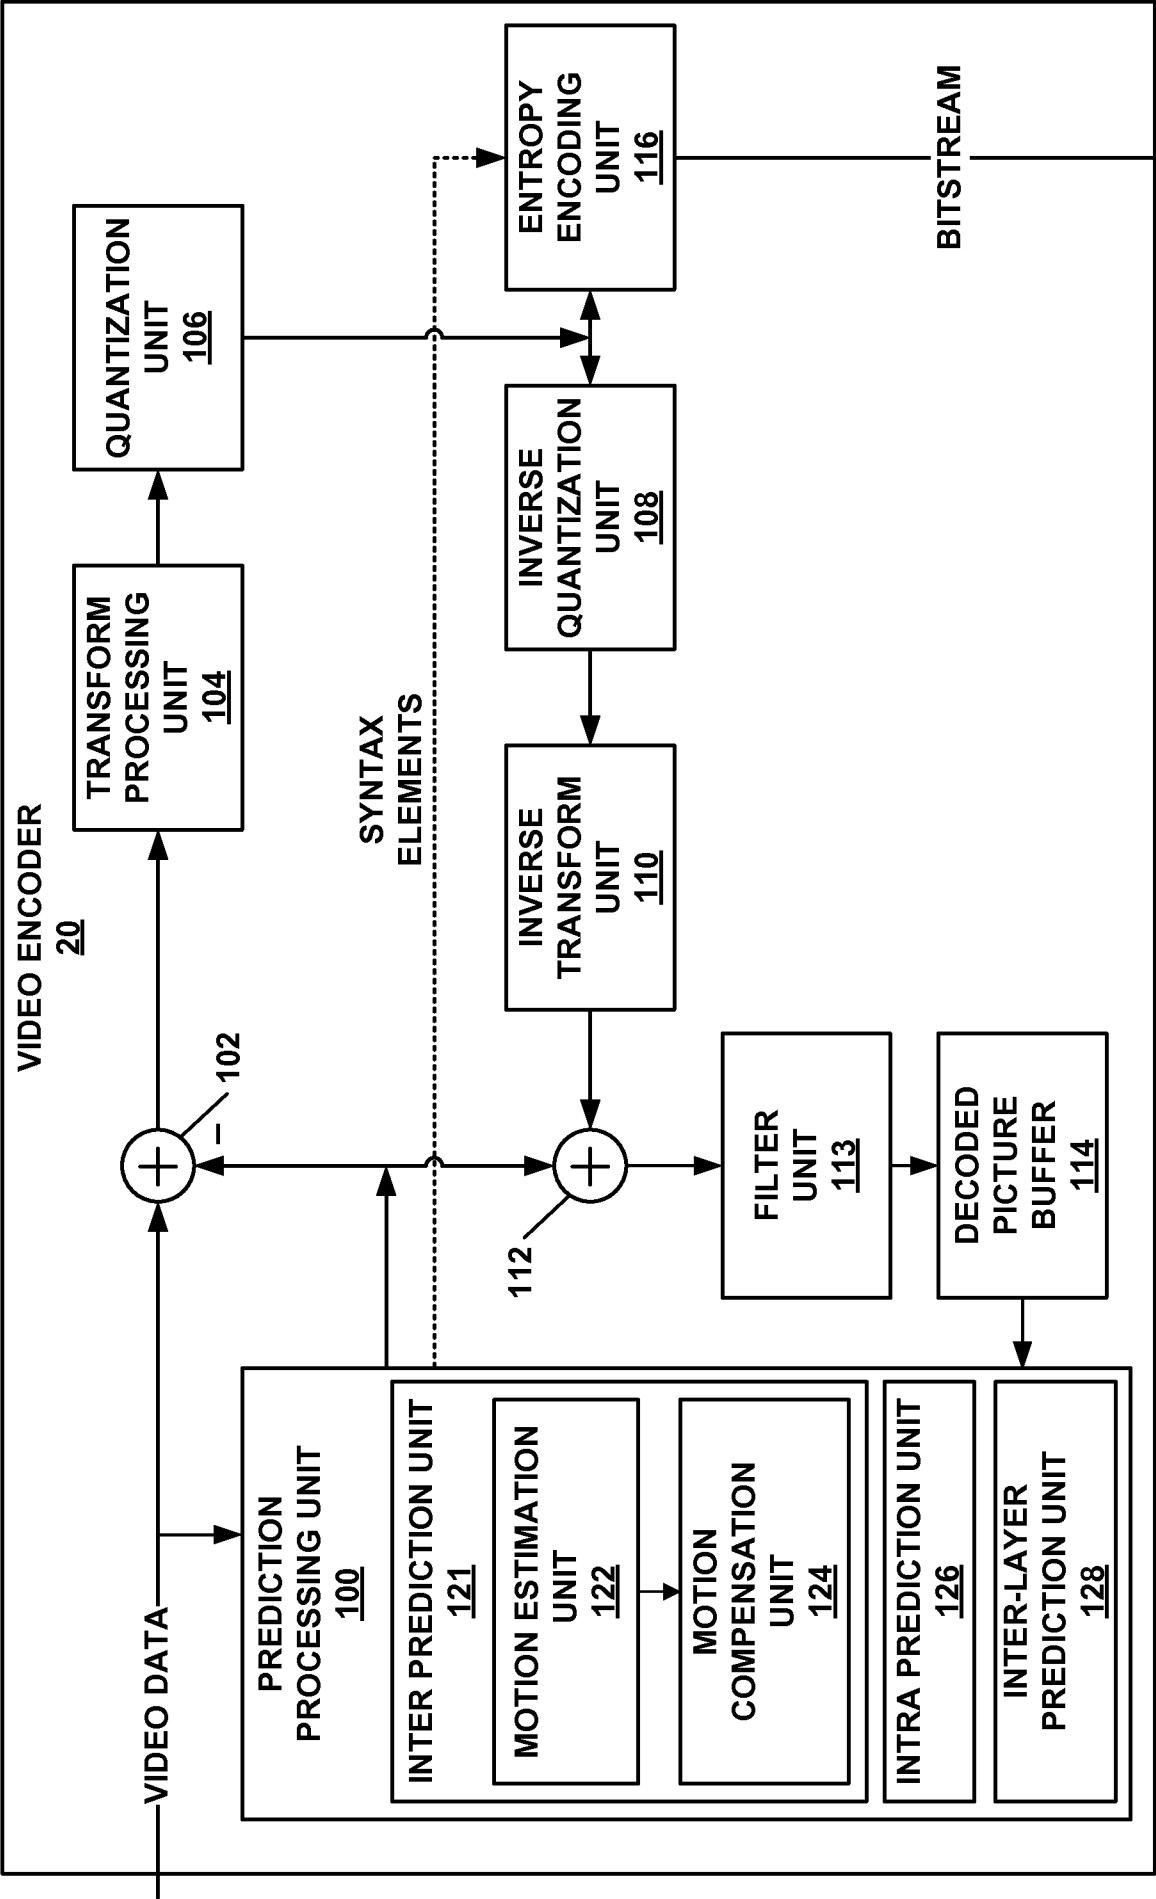 VIDEO ENCODER
20
VIDEO DATA
102
–
TRANSFORM
PROCESSING
UNIT
104
QUANTIZATION
UNIT
106
PREDICTION
PROCESSING UNIT
100
INTER PREDICTION UNIT
121
MOTION ESTIMATION
UNIT
122
MOTION
COMPENSATION
UNIT
124
INTRA PREDICTION UNIT
126
INTER-LAYER
PREDICTION UNIT
128
SYNTAX
ELEMENTS
112
INVERSE
TRANSFORM
UNIT
110
INVERSE
QUANTIZATION
UNIT
108
ENTROPY
ENCODING
UNIT
116
FILTER
UNIT
113
DECODED
PICTURE
BUFFER
114
BITSTREAM